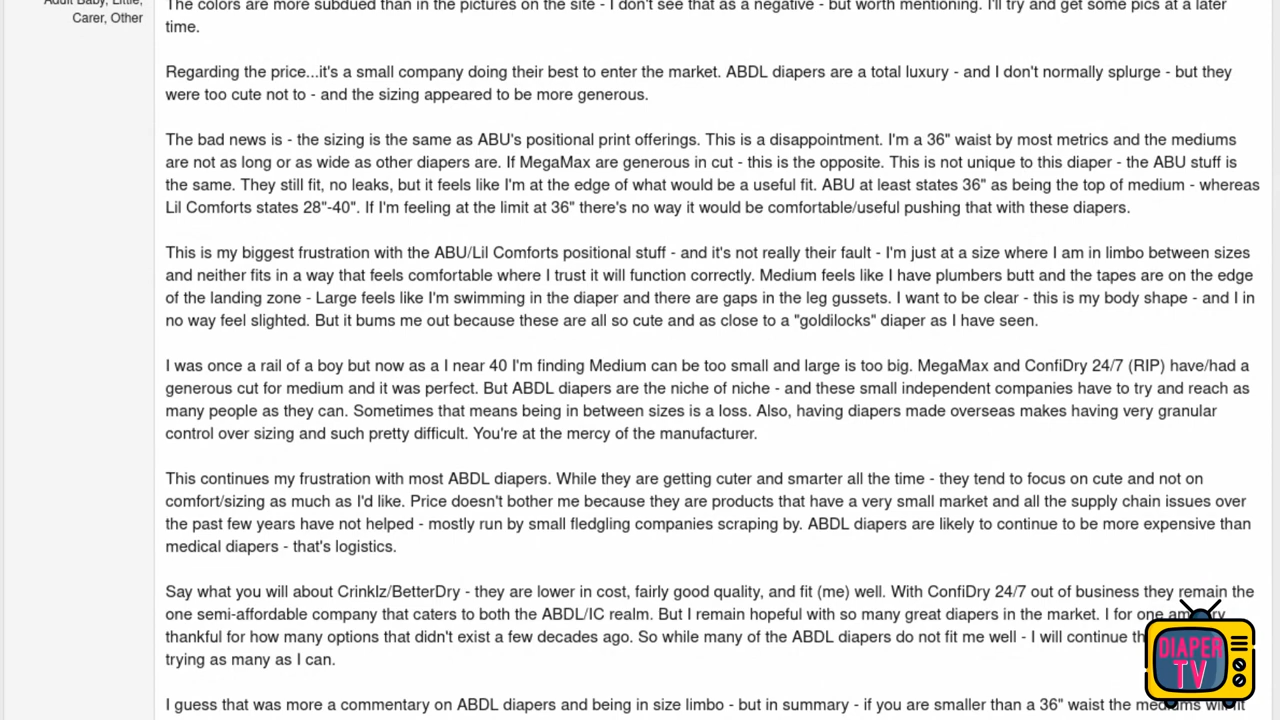 Adult Baby, Little,
Carer, Other
The colors are more subdued than in the pictures on the site - I don't see that as a negative - but worth mentioning. I'll try and get some pics at a later
time.
Regarding the price...it's a small company doing their best to enter the market. ABDL diapers are a total luxury - and I don't normally splurge - but they
were too cute not to - and the sizing appeared to be more generous.
The bad news is - the sizing is the same as ABU's positional print offerings. This is a disappointment. I'm a 36" waist by most metrics and the mediums
are not as long or as wide as other diapers are. If MegaMax are generous in cut - this is the opposite. This is not unique to this diaper - the ABU stuff is
the same. They still fit, no leaks, but it feels like I'm at the edge of what would be a useful fit. ABU at least states 36" as being the top of medium - whereas
Lil Comforts states 28"-40". If I'm feeling at the limit at 36" there's no way it would be comfortable/useful pushing that with these diapers.
This is my biggest frustration with the ABU/Lil Comforts positional stuff - and it's not really their fault - I'm just at a size where I am in limbo between sizes
and neither fits in a way that feels comfortable where I trust it will function correctly. Medium feels like I have plumbers butt and the tapes are on the edge
of the landing zone - Large feels like I'm swimming in the diaper and there are gaps in the leg gussets. I want to be clear - this is my body shape - and I in
no way feel slighted. But it bums me out because these are all so cute and as close to a "goldilocks" diaper as I have seen.
I was once a rail of a boy but now as a I near 40 I'm finding Medium can be too small and large is too big. MegaMax and ConfiDry 24/7 (RIP) have/had a
generous cut for medium and it was perfect. But ABDL diapers are the niche of niche - and these small independent companies have to try and reach as
many people as they can. Sometimes that means being in between sizes is a loss. Also, having diapers made overseas makes having very granular
control over sizing and such pretty difficult. You're at the mercy of the manufacturer.
This continues my frustration with most ABDL diapers. While they are getting cuter and smarter all the time - they tend to focus on cute and not on
comfort/sizing as much as I'd like. Price doesn't bother me because they are products that have a very small market and all the supply chain issues over
the past few years have not helped - mostly run by small fledgling companies scraping by. ABDL diapers are likely to continue to be more expensive than
medical diapers - that's logistics.
Say what you will about Crinklz/BetterDry - they are lower in cost, fairly good quality, and fit (me) well. With ConfiDry 24/7 out of business they remain the
one semi-affordable company that caters to both the ABDL/IC realm. But I remain hopeful with so many great diapers in the market. I for one am
thankful for how many options that didn't exist a few decades ago. So while many of the ABDL diapers do not fit me well - I will continue
trying as many as I can.
I guess that was more a commentary on ABDL diapers and being in size limbo - but in summary - if you are smaller than a 36" waist the mediums will fit
DIAPER
TV